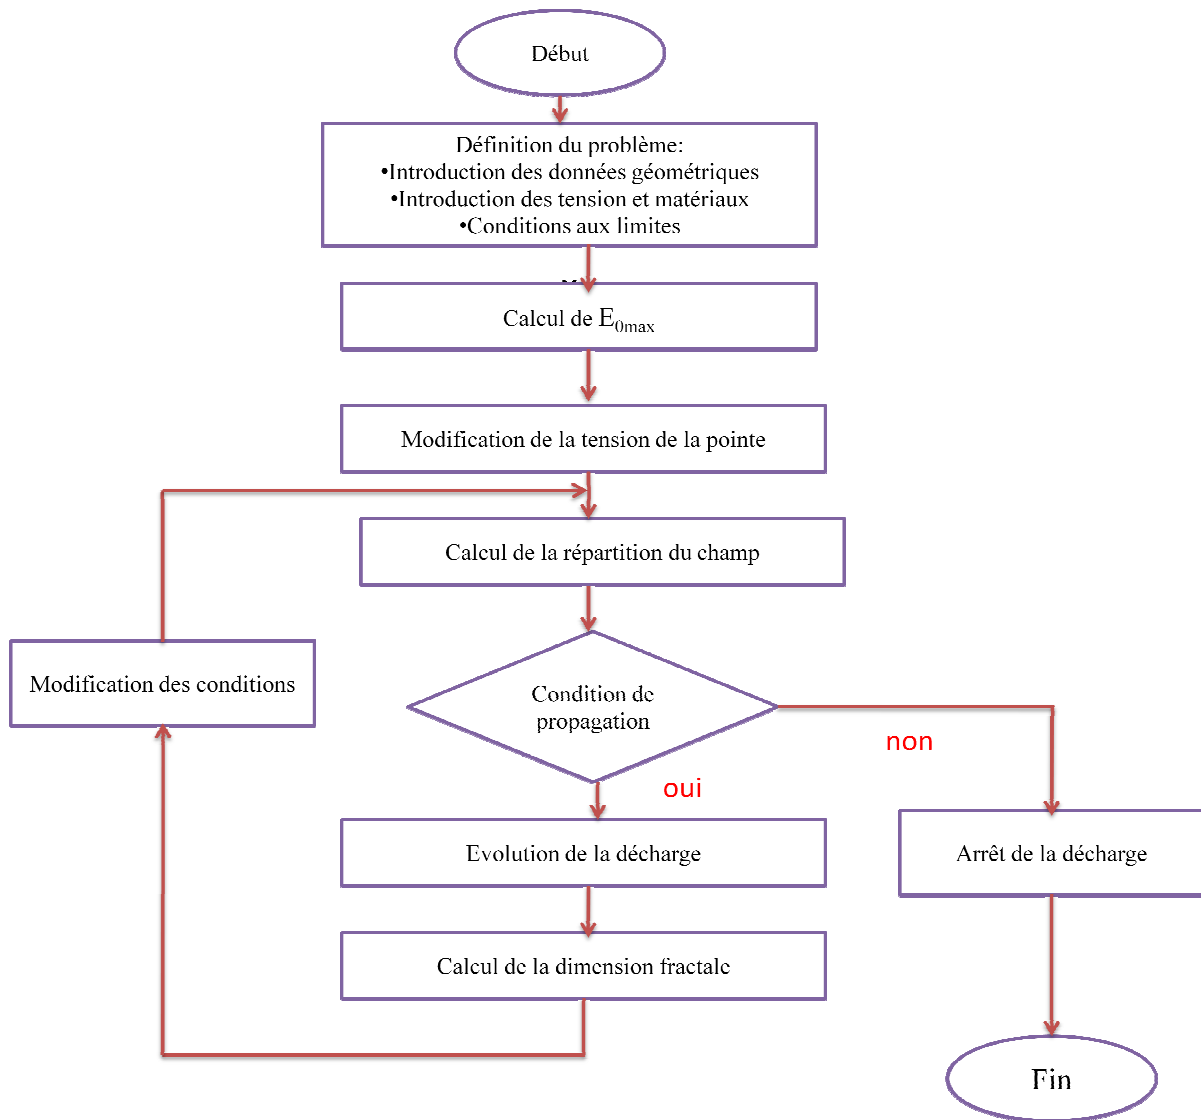 Début
Définition du problème:
•Introduction des données géométriques
•Introduction des tension et matériaux
•Conditions aux limites
Calcul de E0max
Modification de la tension de la pointe
Calcul de la répartition du champ
Modification des conditions
Condition de
propagation
non
oui
Evolution de la décharge
Arrêt de la décharge
Calcul de la dimension fractale
Fin